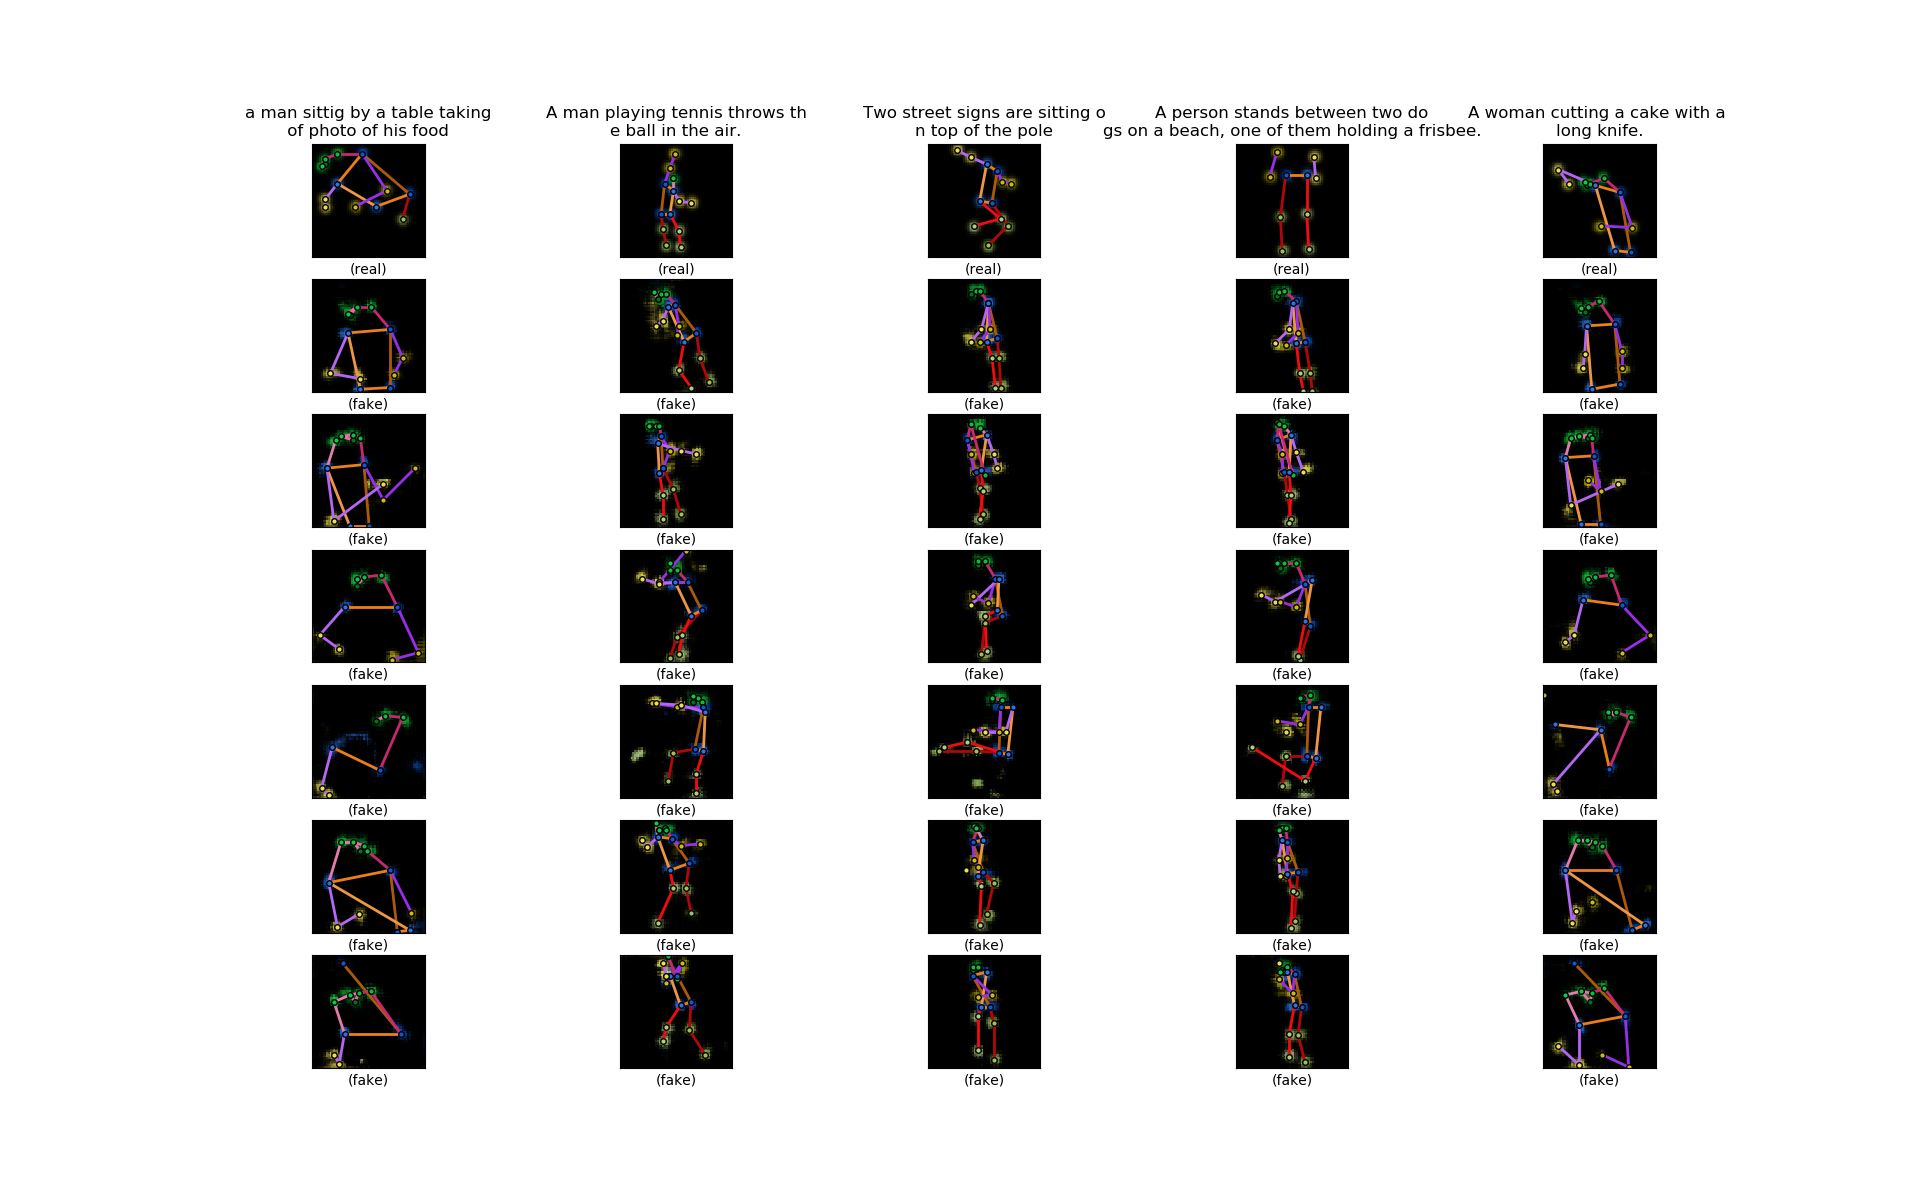 a man sittig by a table taking
of photo of his food
A man playing tennis throws th
e ball in the air.
Two street signs are sitting o
n top of the pole
A person stands between two do
gs on a beach, one of them holding a frisbee.
A woman cutting a cake with a
long knife.
(real) (real) (real) (real) (real)
(fake) (fake) (fake) (fake) (fake)
(fake) (fake) (fake) (fake) (fake)
(fake) (fake) (fake) (fake) (fake)
(fake) (fake) (fake) (fake) (fake)
(fake) (fake) (fake) (fake) (fake)
(fake) (fake) (fake) (fake) (fake)